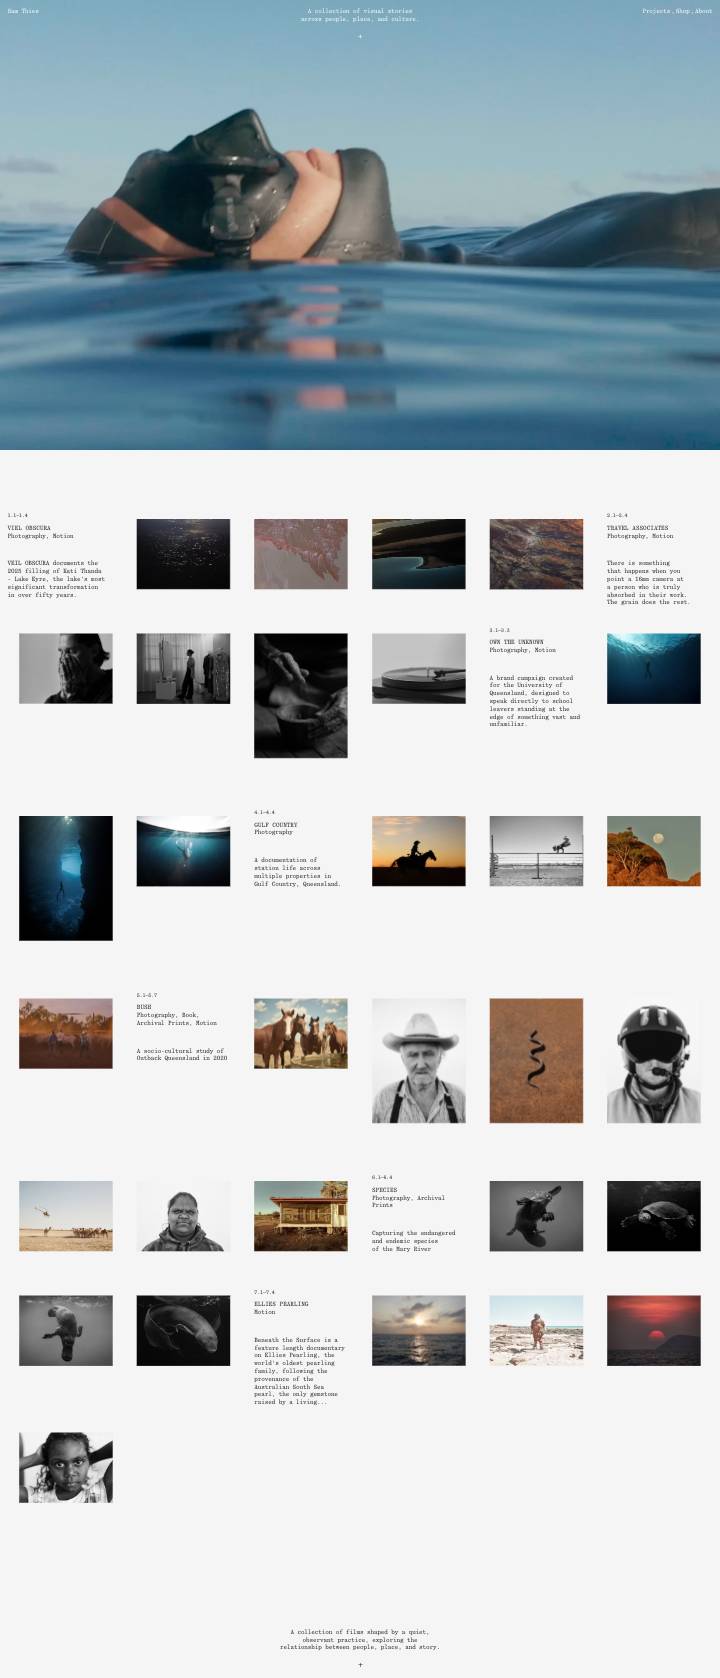 Sam Thies
A collection of visual stories
across people, place, and culture.
+
Projects, Shop, About
1.1-1.4
VIEL OBSCURA
Photography, Motion
VEIL OBSCURA documents the
2025 filling of Kati Thanda
- Lake Eyre, the lake's most
significant transformation
in over fifty years.
2.1-2.4
TRAVEL ASSOCIATES
Photography, Motion
There is something
that happens when you
point a 16mm camera at
a person who is truly
absorbed in their work.
The grain does the rest.
3.1-3.3
OWN THE UNKNOWN
Photography, Motion
A brand campaign created
for the University of
Queensland, designed to
speak directly to school
leavers standing at the
edge of something vast and
unfamiliar.
4.1-4.4
GULF COUNTRY
Photography
A documentation of
station life across
multiple properties in
Gulf Country, Queensland.
5.1-5.7
BUSH
Photography, Book,
Archival Prints, Motion
A socio-cultural study of
Outback Queensland in 2020
6.1-6.4
SPECIES
Photography, Archival
Prints
Capturing the endangered
and endemic species
of the Mary River
7.1-7.4
ELLIES PEARLING
Motion
Beneath the Surface is a
feature length documentary
on Ellies Pearling, the
world's oldest pearling
family, following the
provenance of the
Australian South Sea
pearl, the only gemstone
raised by a living...
A collection of films shaped by a quiet,
observant practice, exploring the
relationship between people, place, and story.
+